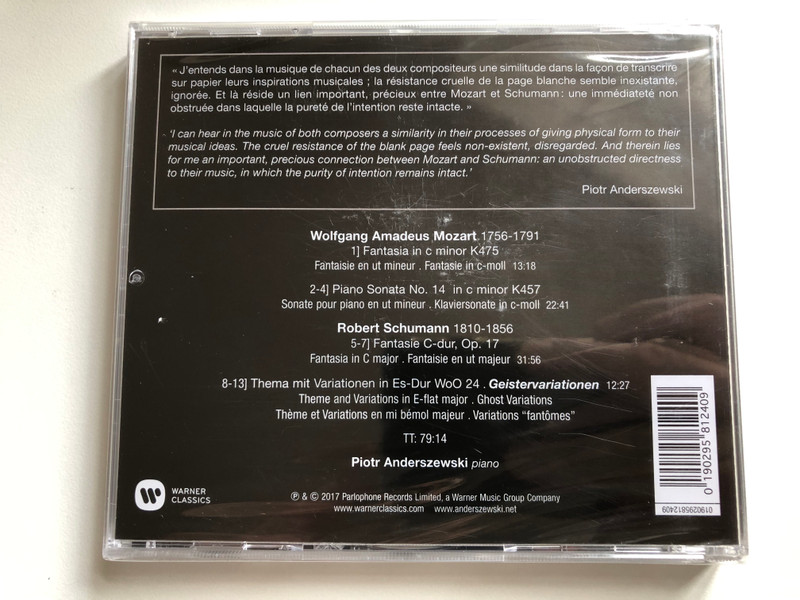 « J'entends dans la musique de chacun des deux compositeurs une similitude dans la façon de transcrire
sur papier leurs inspirations musicales ; la résistance cruelle de la page blanche semble inexistante,
ignorée. Et là réside un lien important, précieux entre Mozart et Schumann : une immédiateté non
obstruée dans laquelle la pureté de l'intention reste intacte. »
'I can hear in the music of both composers a similarity in their processes of giving physical form to their
musical ideas. The cruel resistance of the blank page feels non-existent, disregarded. And therein lies
for me an important, precious connection between Mozart and Schumann: an unobstructed directness
to their music, in which the purity of intention remains intact.'
Piotr Anderszewski
Wolfgang Amadeus Mozart 1756-1791
1] Fantasia in c minor K475
Fantaisie en ut mineur . Fantasie in c-moll 13:18
2-4] Piano Sonata No. 14 in c minor K457
Sonate pour piano en ut mineur . Klaviersonate in c-moll 22:41
Robert Schumann 1810-1856
5-7] Fantasie C-dur, Op. 17
Fantasia in C major . Fantaisie en ut majeur 31:56
8-13] Thema mit Variationen in Es-Dur WoO 24 . Geistervariationen 12:27
Theme and Variations in E-flat major . Ghost Variations
Thème et Variations en mi bémol majeur . Variations "fantômes"
TT: 79:14
Piotr Anderszewski piano
WARNER
CLASSICS
℗ & © 2017 Parlophone Records Limited, a Warner Music Group Company
www.warnerclassics.com www.anderszewski.net
0 190295 812409
0190295812409